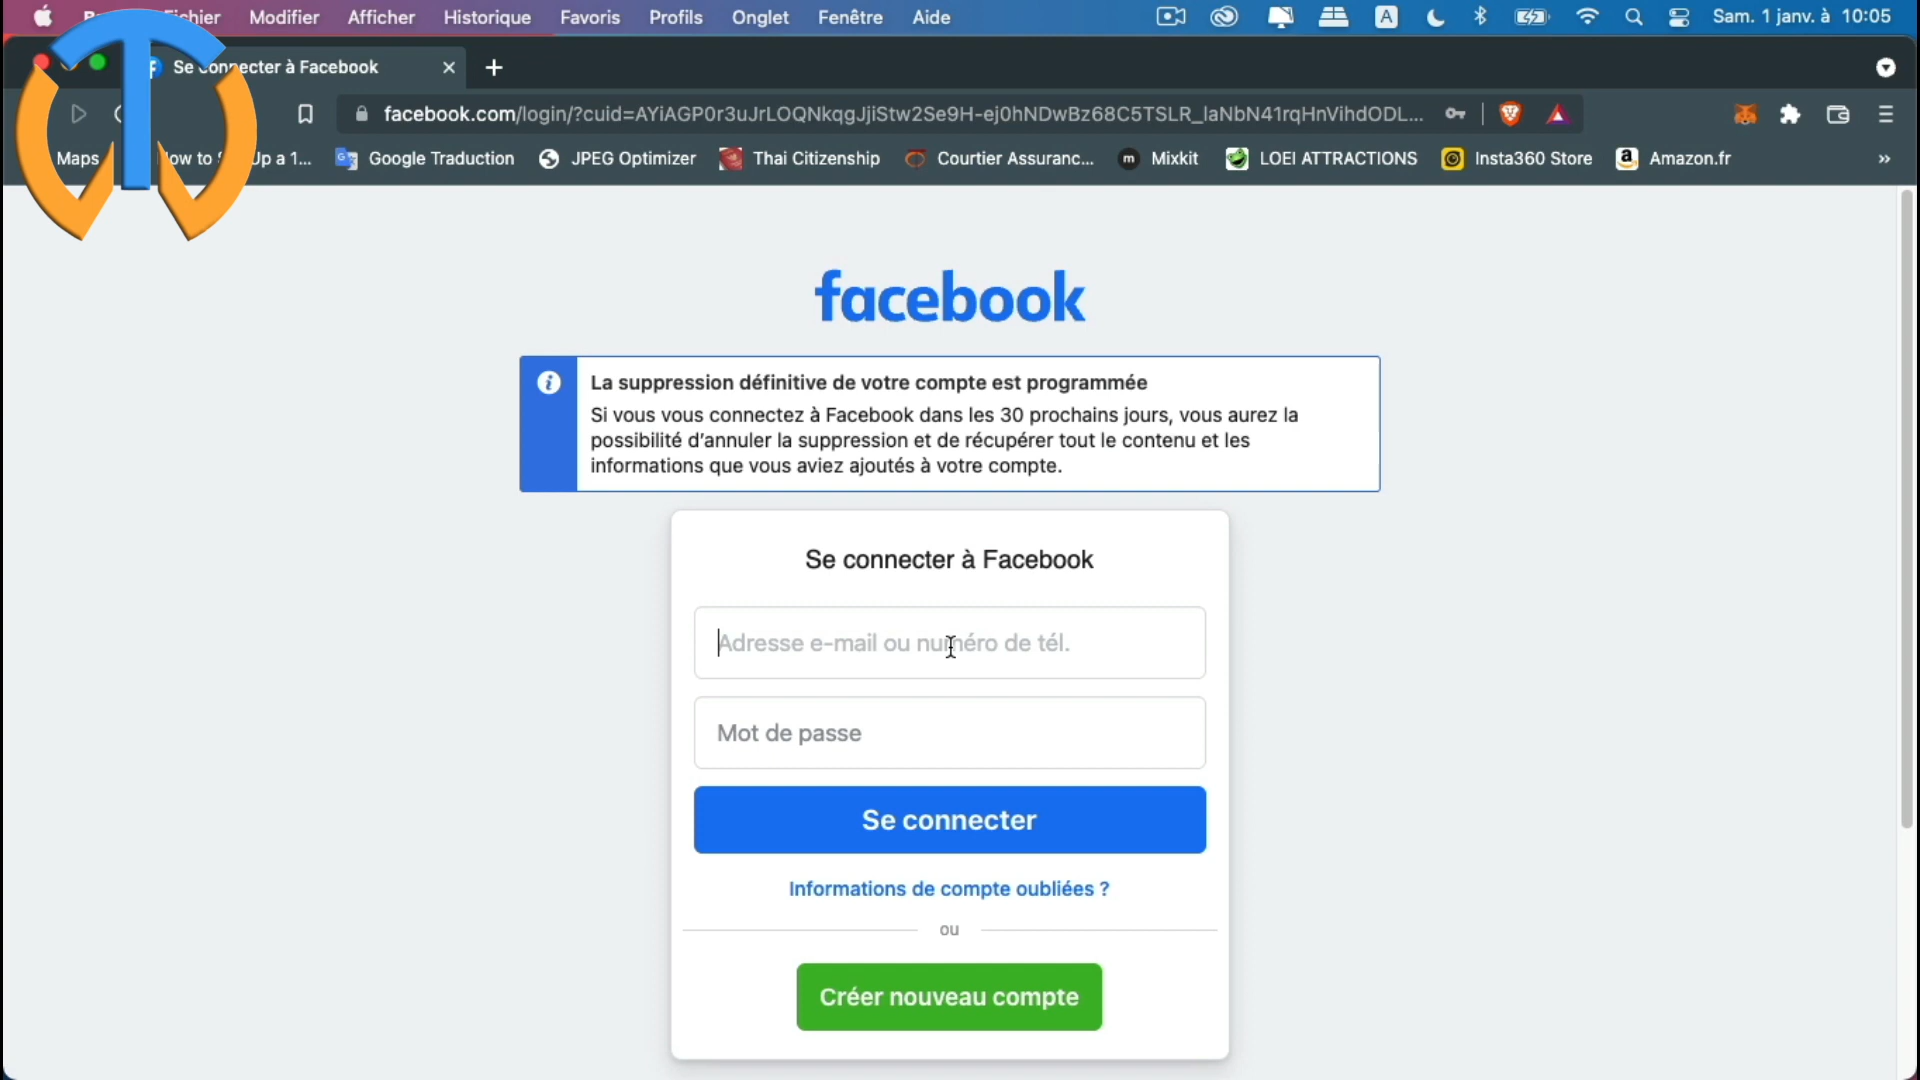 Modifier Afficher Historique Favoris Profils Onglet Fenêtre Aide A Sam. 1 janv. à 10:05
Se connecter à Facebook
facebook.com/login/?cuid=AYiAGP0r3uJrLOQNkqgJjiStw2Se9H-ej0hNDwBz68C5TSLR_laNbN41rqHnVihdODL...
Maps Google Traduction JPEG Optimizer Thai Citizenship Courtier Assuranc... m Mixkit LOEI ATTRACTIONS Insta360 Store Amazon.fr »
facebook
La suppression définitive de votre compte est programmée
Si vous vous connectez à Facebook dans les 30 prochains jours, vous aurez la
possibilité d'annuler la suppression et de récupérer tout le contenu et les
informations que vous aviez ajoutés à votre compte.
Se connecter à Facebook
Adresse e-mail ou numéro de tél.
Mot de passe
Se connecter
Informations de compte oubliées ?
ou
Créer nouveau compte